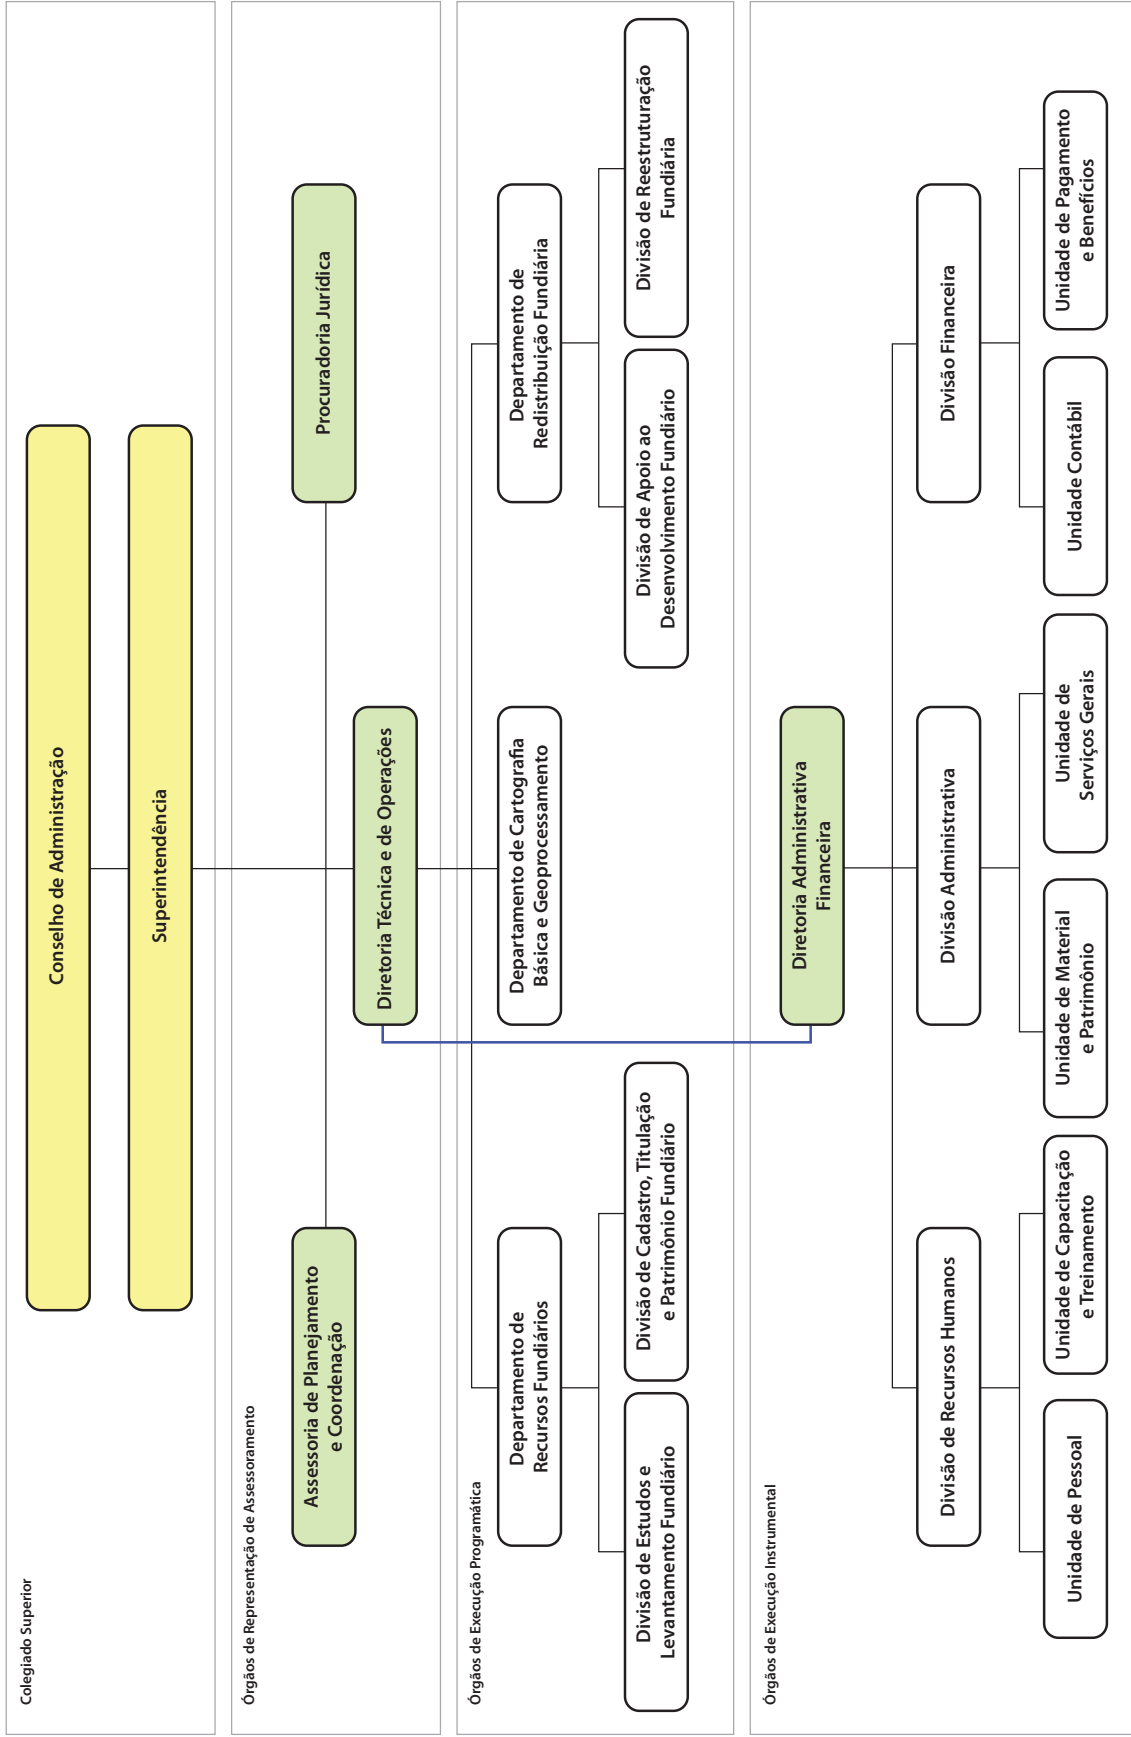 Colegiado Superior
Conselho de Administração
Superintendência
Órgãos de Representação de Assessoramento
Assessoria de Planejamento
e Coordenação
Procuradoria Jurídica
Diretoria Técnica e de Operações
Órgãos de Execução Programática
Departamento de
Recursos Fundiários
Departamento de Cartografia
Básica e Geoprocessamento
Departamento de
Redistribuição Fundiária
Divisão de Estudos e
Levantamento Fundiário
Divisão de Cadastro, Titulação
e Patrimônio Fundiário
Divisão de Apoio ao
Desenvolvimento Fundiário
Divisão de Reestruturação
Fundiária
Órgãos de Execução Instrumental
Diretoria Administrativa
Financeira
Divisão de Recursos Humanos
Divisão Administrativa
Divisão Financeira
Unidade de Pessoal
Unidade de Capacitação
e Treinamento
Unidade de Material
e Patrimônio
Unidade de
Serviços Gerais
Unidade Contábil
Unidade de Pagamento
e Benefícios